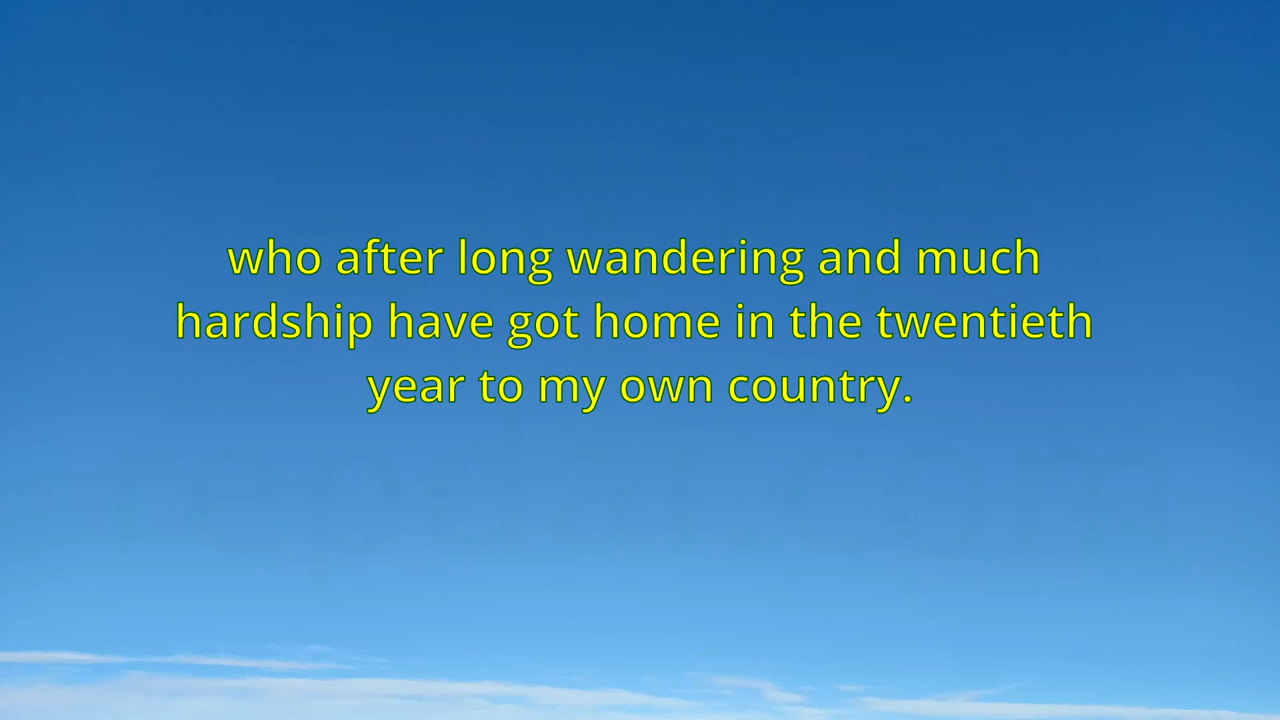 who after long wandering and much
hardship have got home in the twentieth
year to my own country.